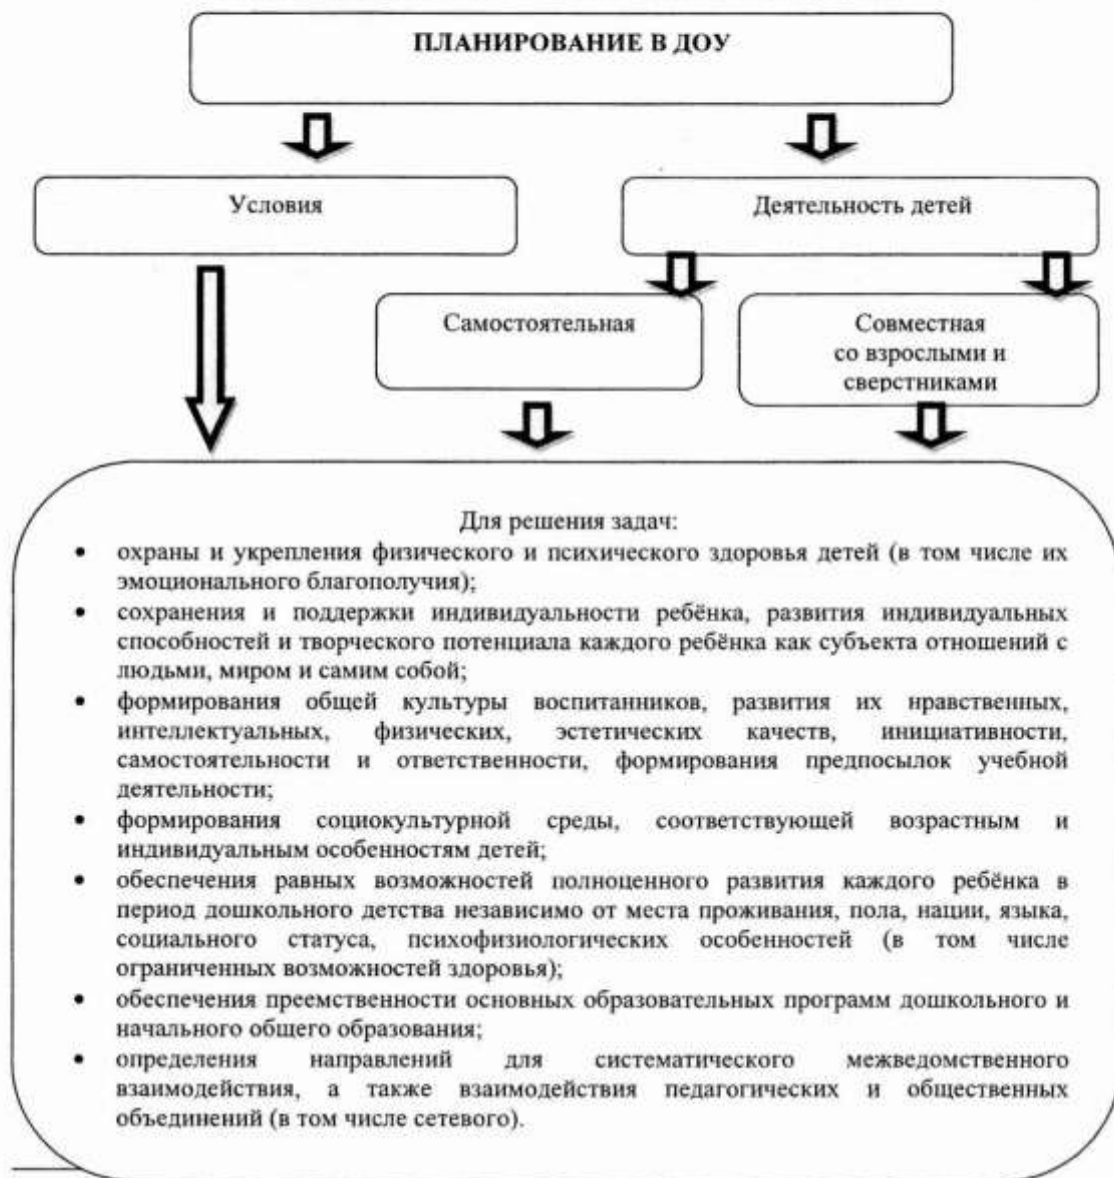 ПЛАНИРОВАНИЕ В ДОУ
Условия
Деятельность детей
Самостоятельная
Совместная
со взрослыми и
сверстниками
Для решения задач:
• охраны и укрепления физического и психического здоровья детей (в том числе их
эмоционального благополучия);
• сохранения и поддержки индивидуальности ребёнка, развития индивидуальных
способностей и творческого потенциала каждого ребёнка как субъекта отношений с
людьми, миром и самим собой;
• формирования общей культуры воспитанников, развития их нравственных,
интеллектуальных, физических, эстетических качеств, инициативности,
самостоятельности и ответственности, формирования предпосылок учебной
деятельности;
• формирования социокультурной среды, соответствующей возрастным и
индивидуальным особенностям детей;
• обеспечения равных возможностей полноценного развития каждого ребёнка в
период дошкольного детства независимо от места проживания, пола, нации, языка,
социального статуса, психофизиологических особенностей (в том числе
ограниченных возможностей здоровья);
• обеспечения преемственности основных образовательных программ дошкольного и
начального общего образования;
• определения направлений для систематического межведомственного
взаимодействия, а также взаимодействия педагогических и общественных
объединений (в том числе сетевого).